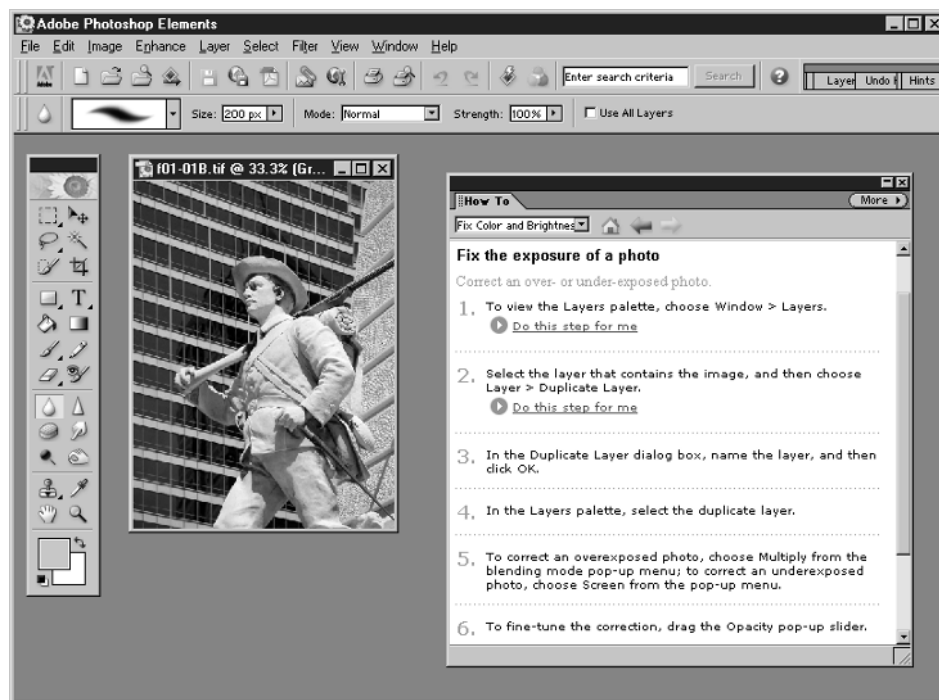 Adobe Photoshop Elements
File Edit Image Enhance Layer Select Filter View Window Help
Enter search criteria Search ? Layer Undo Hints
Size: 200 px Mode: Normal Strength: 100% Use All Layers
f01-01B.tif @ 33.3% (Gr...
How To More
Fix Color and Brightnes
Fix the exposure of a photo
Correct an over- or under-exposed photo.
1. To view the Layers palette, choose Window > Layers.
Do this step for me
2. Select the layer that contains the image, and then choose
Layer > Duplicate Layer.
Do this step for me
3. In the Duplicate Layer dialog box, name the layer, and then
click OK.
4. In the Layers palette, select the duplicate layer.
5. To correct an overexposed photo, choose Multiply from the
blending mode pop-up menu; to correct an underexposed
photo, choose Screen from the pop-up menu.
6. To fine-tune the correction, drag the Opacity pop-up slider.
T